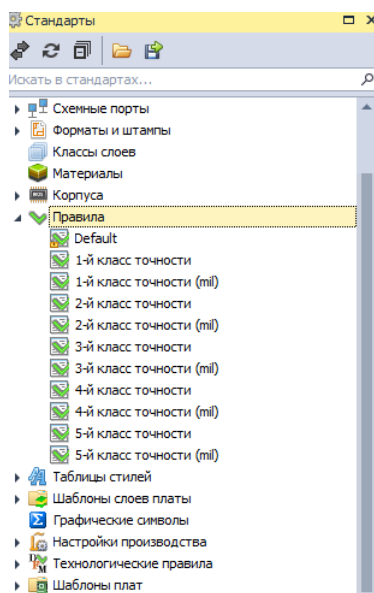 Стандарты
Искать в стандартах...
Схемные порты
Форматы и штампы
Классы слоев
Материалы
Корпуса
Правила
Default
1-й класс точности
1-й класс точности (mil)
2-й класс точности
2-й класс точности (mil)
3-й класс точности
3-й класс точности (mil)
4-й класс точности
4-й класс точности (mil)
5-й класс точности
5-й класс точности (mil)
Таблицы стилей
Шаблоны слоев платы
Графические символы
Настройки производства
Технологические правила
Шаблоны плат